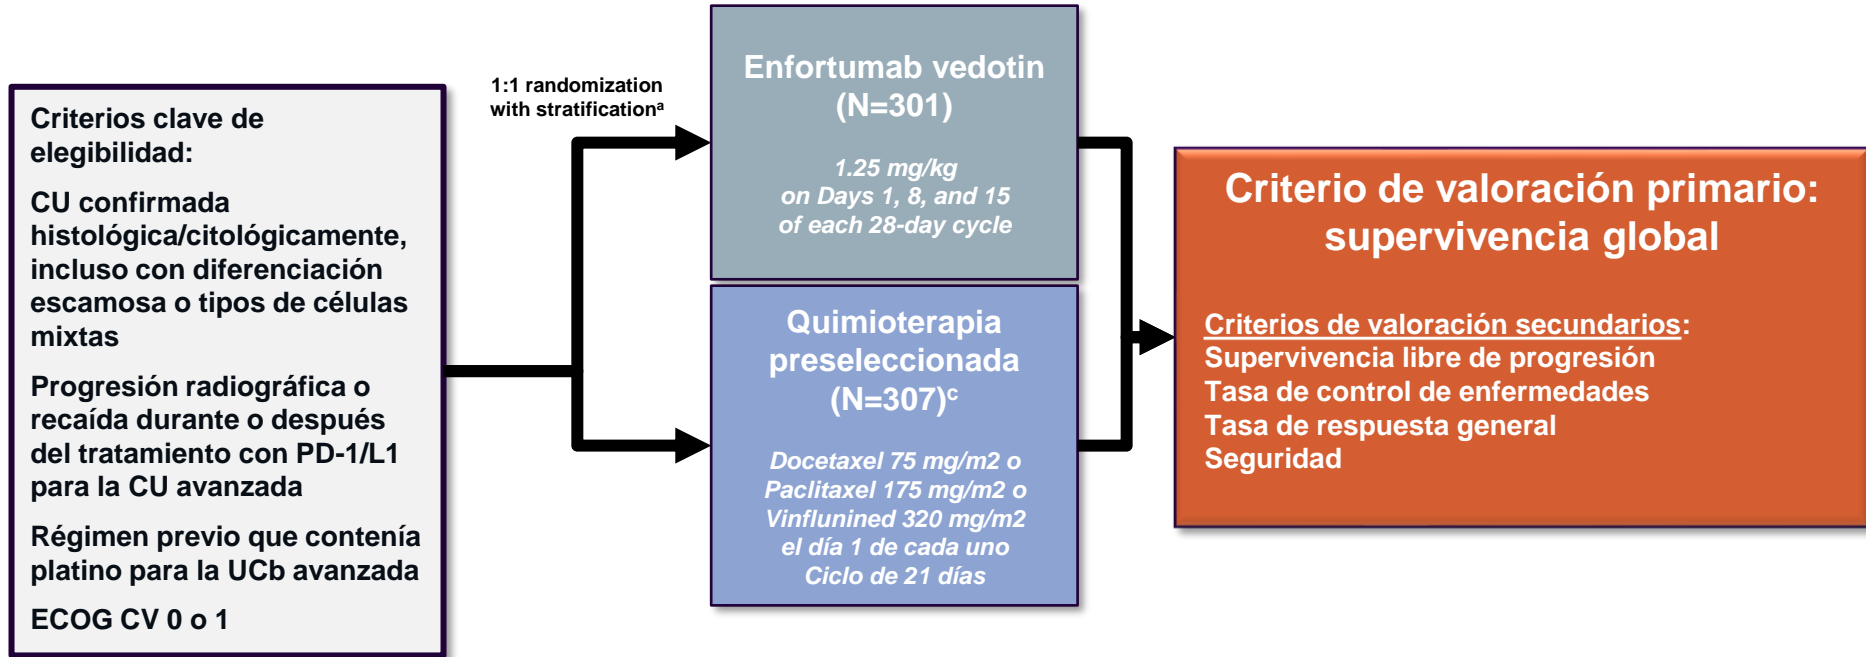 Criterios clave de
elegibilidad:
CU confirmada
histológica/citológicamente,
incluso con diferenciación
escamosa o tipos de células
mixtas
Progresión radiográfica o
recaída durante o después
del tratamiento con PD-1/L1
para la CU avanzada
Régimen previo que contenía
platino para la UCb avanzada
ECOG CV 0 o 1
1:1 randomization
with stratificationᵃ
Enfortumab vedotin
(N=301)
1.25 mg/kg
on Days 1, 8, and 15
of each 28-day cycle
Quimioterapia
preseleccionada
(N=307)ᶜ
Docetaxel 75 mg/m2 o
Paclitaxel 175 mg/m2 o
Vinflunined 320 mg/m2
el día 1 de cada uno
Ciclo de 21 días
Criterio de valoración primario:
supervivencia global
Criterios de valoración secundarios:
Supervivencia libre de progresión
Tasa de control de enfermedades
Tasa de respuesta general
Seguridad